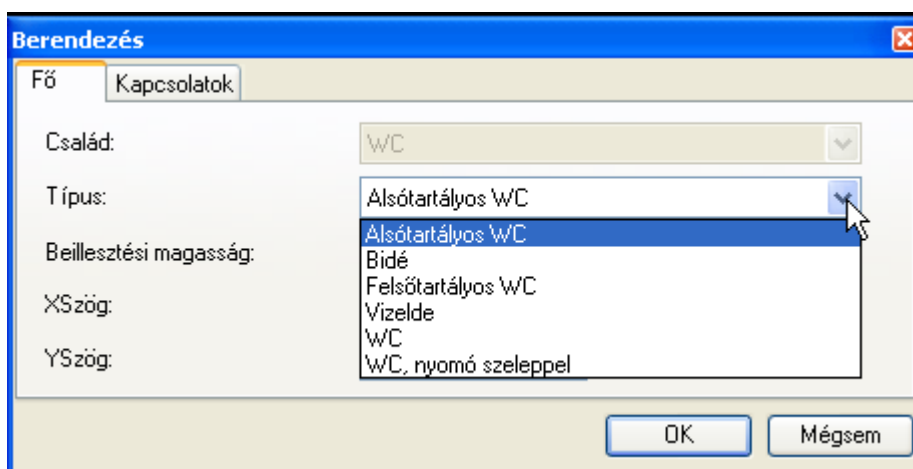 Berendezés
Fő
Kapcsolatok
Család:
WC
Típus:
Alsótartályos WC
Alsótartályos WC
Beillesztési magasság:
Bidé
Felsőtartályos WC
XSzög:
Vizelde
WC
YSzög:
WC, nyomó szeleppel
OK
Mégsem